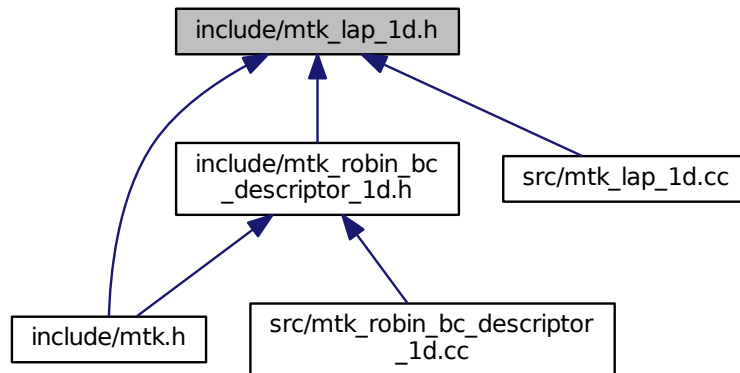 include/mtk_lap_1d.h
include/mtk_robin_bc
_descriptor_1d.h
src/mtk_lap_1d.cc
include/mtk.h
src/mtk_robin_bc_descriptor
_1d.cc